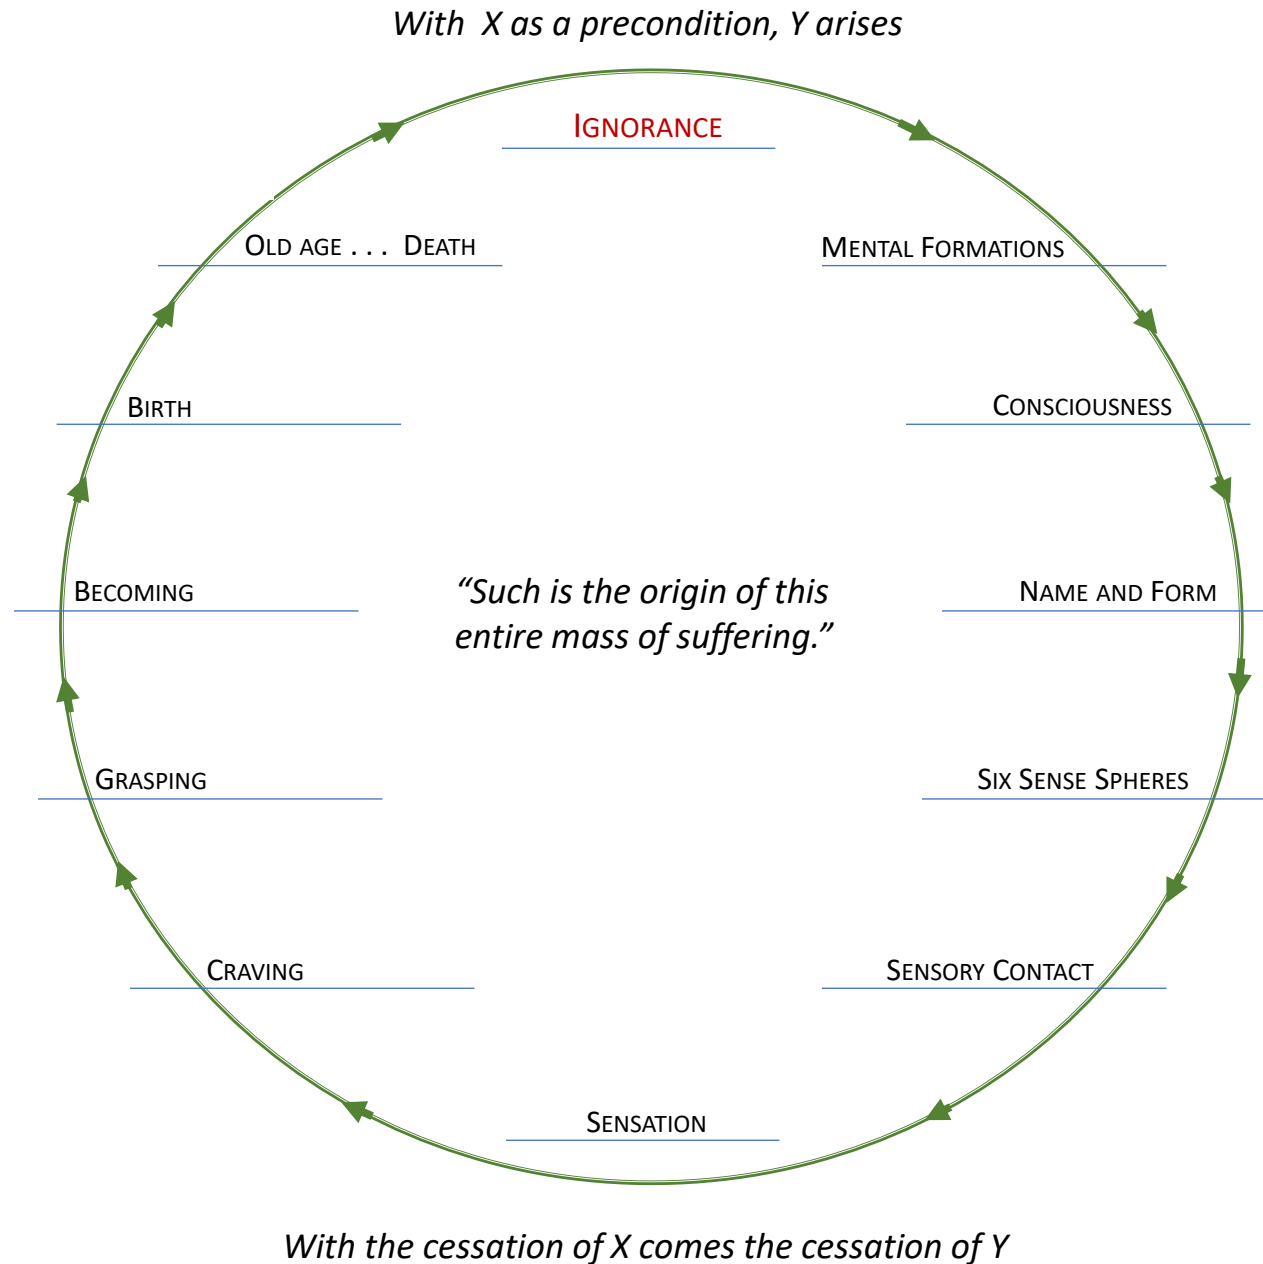 With X as a precondition, Y arises
IGNORANCE
OLD AGE . . . DEATH
MENTAL FORMATIONS
BIRTH
CONSCIOUSNESS
BECOMING
“Such is the origin of this
entire mass of suffering.”
NAME AND FORM
GRASPING
SIX SENSE SPHERES
CRAVING
SENSORY CONTACT
SENSATION
With the cessation of X comes the cessation of Y